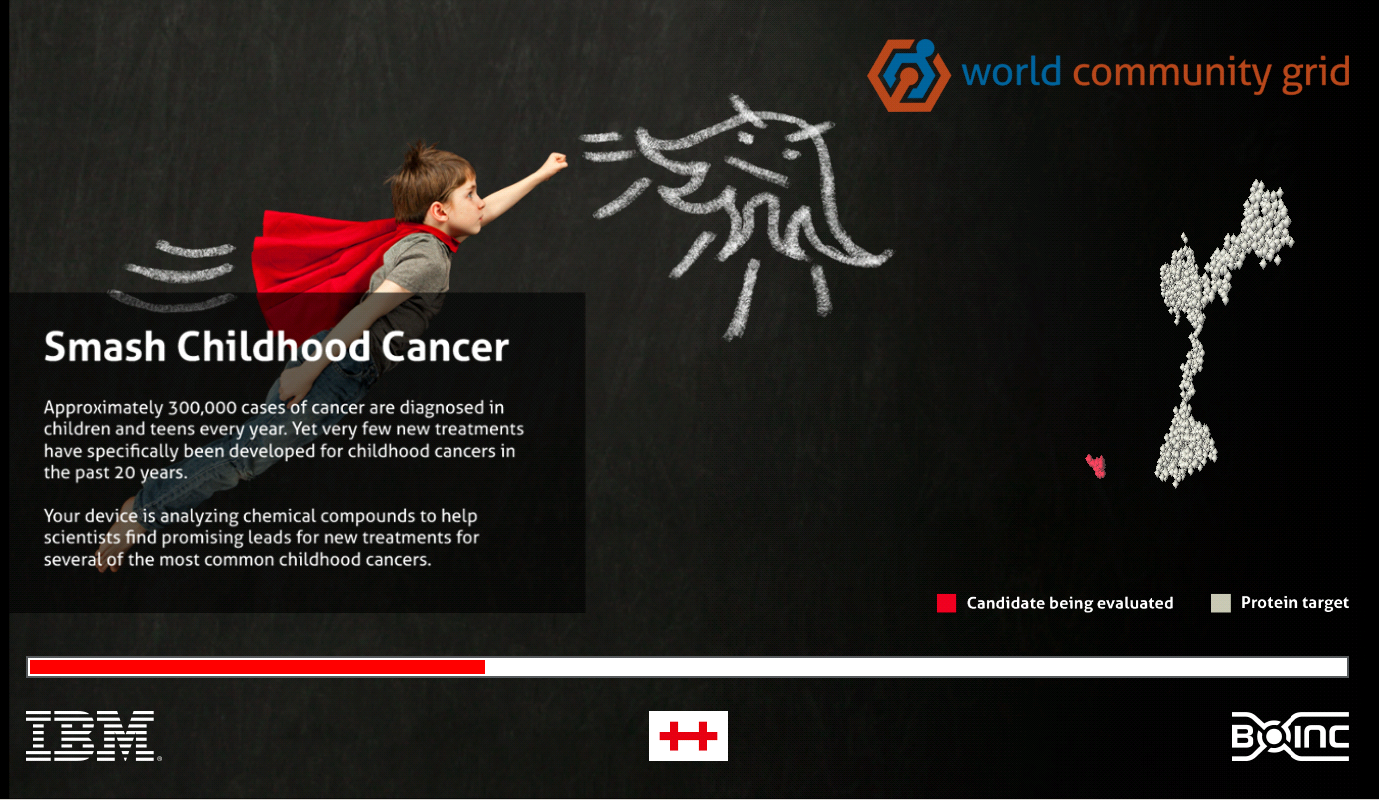 world community grid
Smash Childhood Cancer
Approximately 300,000 cases of cancer are diagnosed in
children and teens every year. Yet very few new treatments
have specifically been developed for childhood cancers in
the past 20 years.
Your device is analyzing chemical compounds to help
scientists find promising leads for new treatments for
several of the most common childhood cancers.
Candidate being evaluated
Protein target
IBM®
BOINC